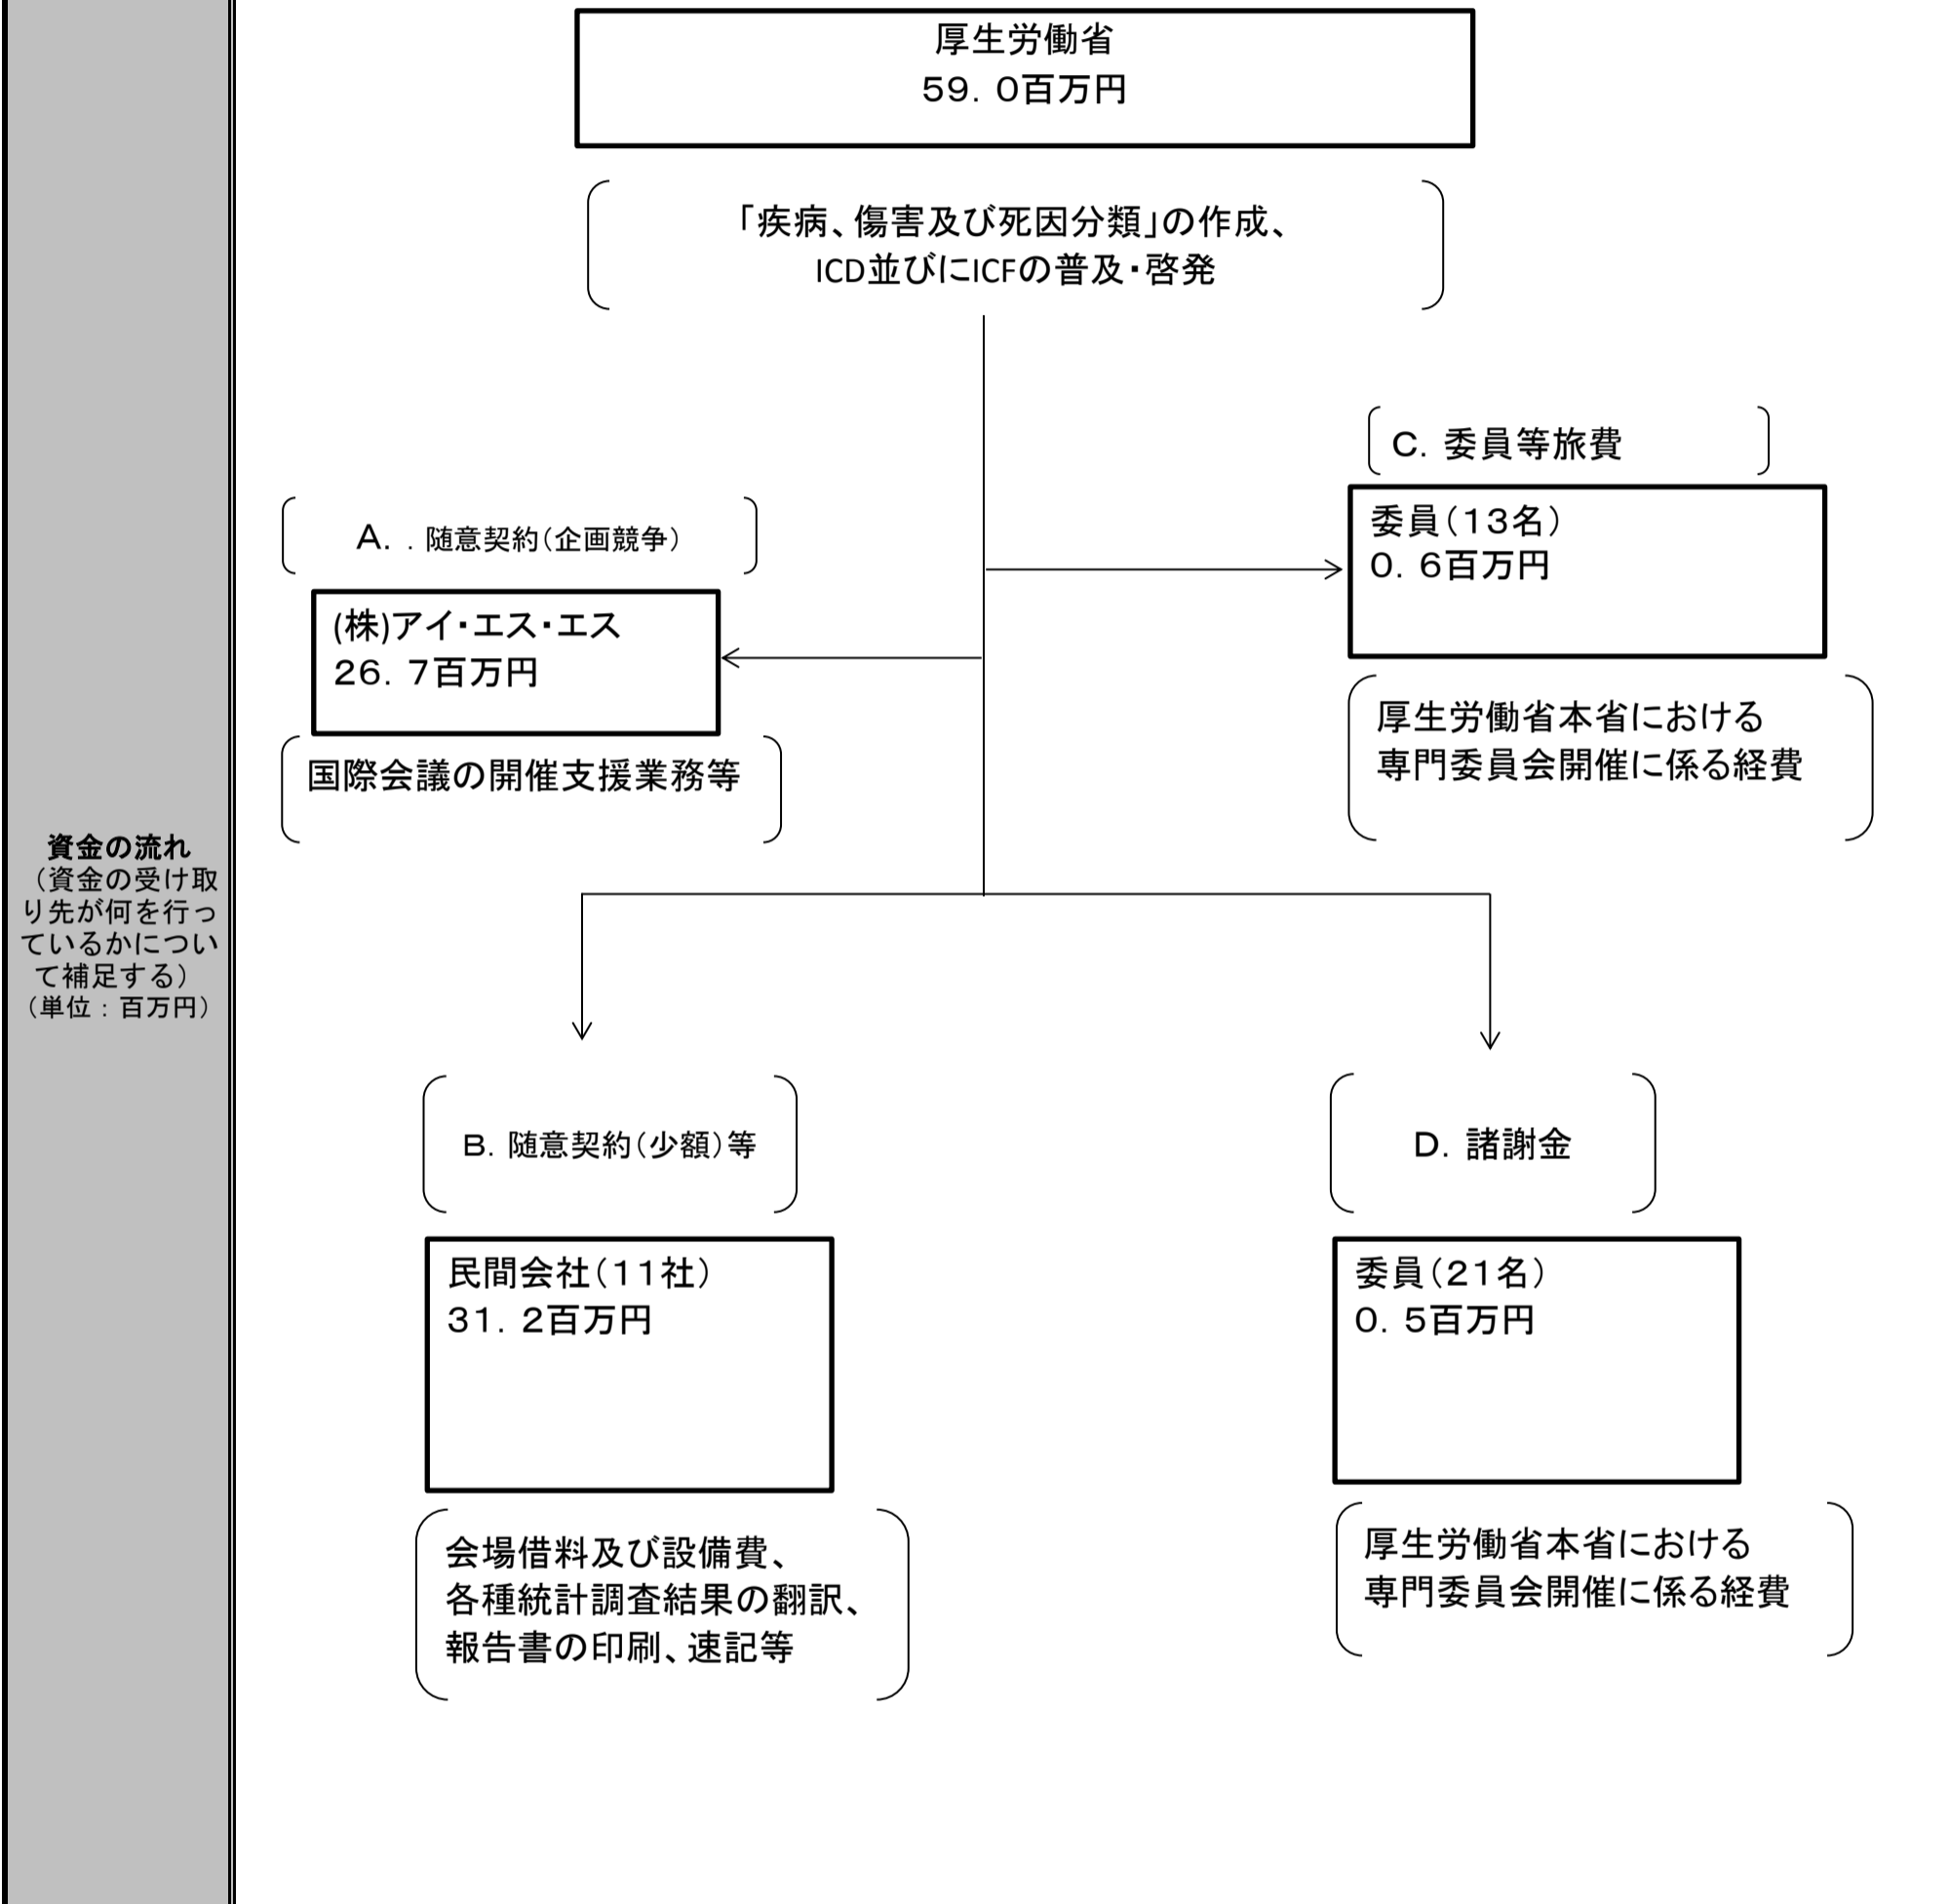 厚生労働省
５９．０百万円
「疾病、傷害及び死因分類」の作成、
ICD並びにICFの普及・啓発
Ｃ．委員等旅費
委員（１３名）
０．６百万円
厚生労働省本省における
専門委員会開催に係る経費
Ａ．．随意契約（企画競争）
(株)アイ・エス・エス
２６．７百万円
国際会議の開催支援業務等
資金の流れ
（資金の受け取
り先が何を行っ
ているかについ
て補足する）
（単位：百万円）
Ｂ．随意契約（少額）等
民間会社（１１社）
３１．２百万円
会場借料及び設備費、
各種統計調査結果の翻訳、
報告書の印刷、速記等
Ｄ．諸謝金
委員（２１名）
０．５百万円
厚生労働省本省における
専門委員会開催に係る経費